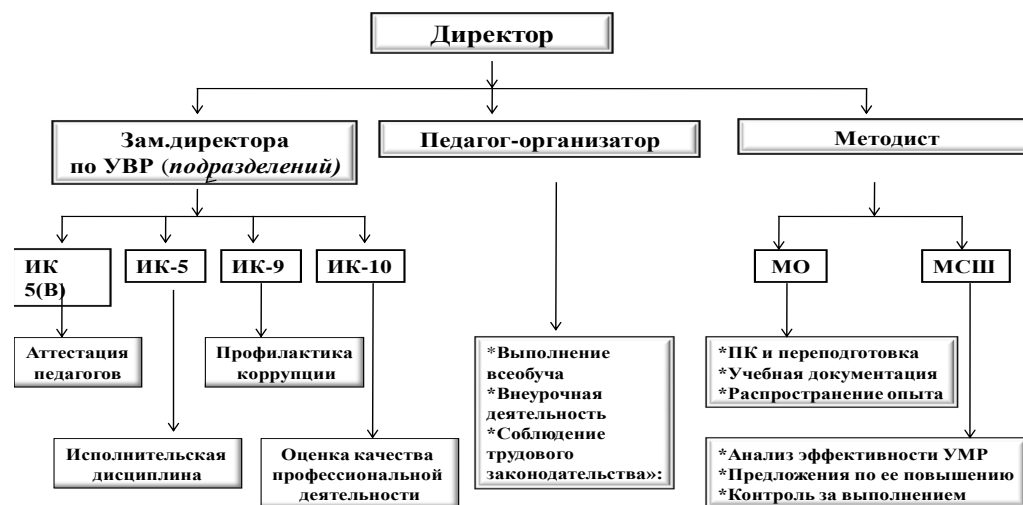 Директор
Зам.директора
по УВР (подразделений)
Педагог-организатор
Методист
ИК
5(В)
ИК-5
ИК-9
ИК-10
МО
МСШ
Аттестация
педагогов
Профилактика
коррупции
*Выполнение
всеобуча
*Внеурочная
деятельность
*Соблюдение
трудового
законодательства»:
*ПК и переподготовка
*Учебная документация
*Распространение опыта
Исполнительская
дисциплина
Оценка качества
профессиональной
деятельности
*Анализ эффективности УМР
*Предложения по ее повышению
*Контроль за выполнением